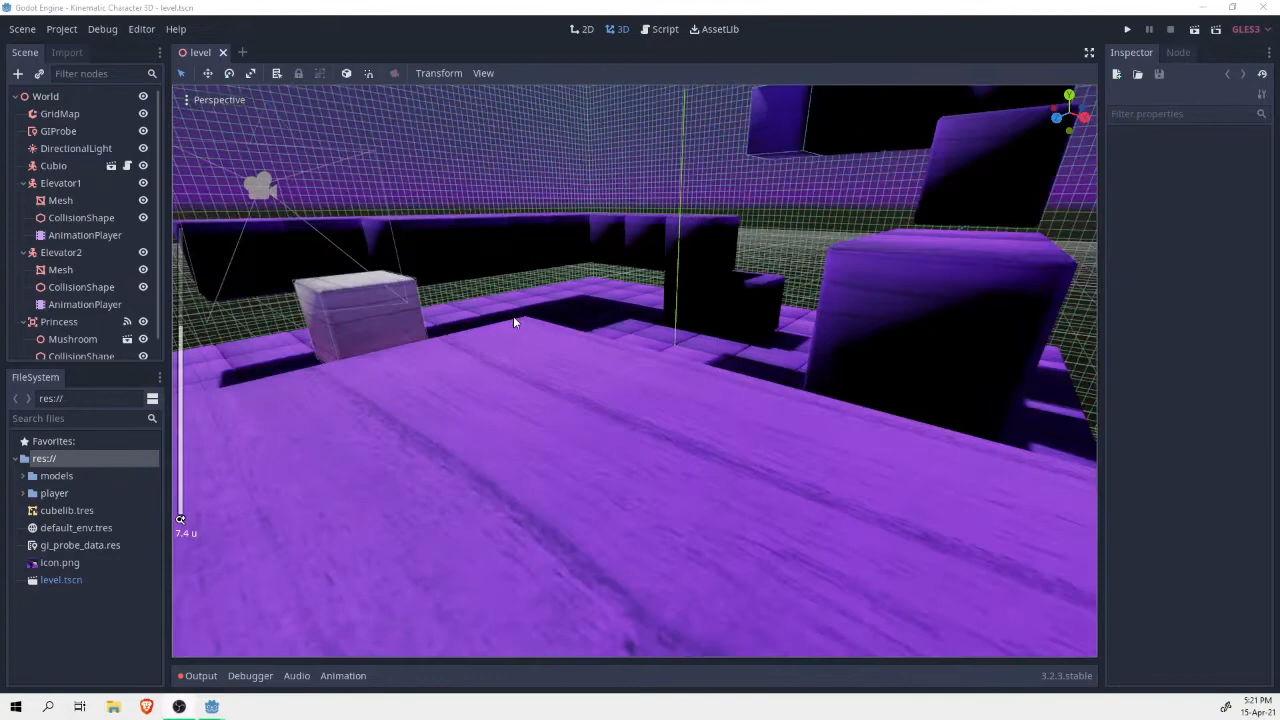 Godot Engine - Kinematic Character 3D - level.tscn
Scene Project Debug Editor Help
2D 3D Script AssetLib
GLES3
Scene Import
level
Inspector Node
Filter nodes
Transform View
World
Perspective
Y
Z
X
Filter properties
GridMap
GIProbe
DirectionalLight
Cubio
Elevator1
Mesh
CollisionShape
AnimationPlayer
Elevator2
Mesh
CollisionShape
AnimationPlayer
Princess
Mushroom
CollisionShape
FileSystem
res://
Search files
Favorites:
res://
models
player
cubelib.tres
default_env.tres
gi_probe_data.res
icon.png
level.tscn
7.4 u
Output Debugger Audio Animation
3.2.3.stable
5:21 PM
15-Apr-21